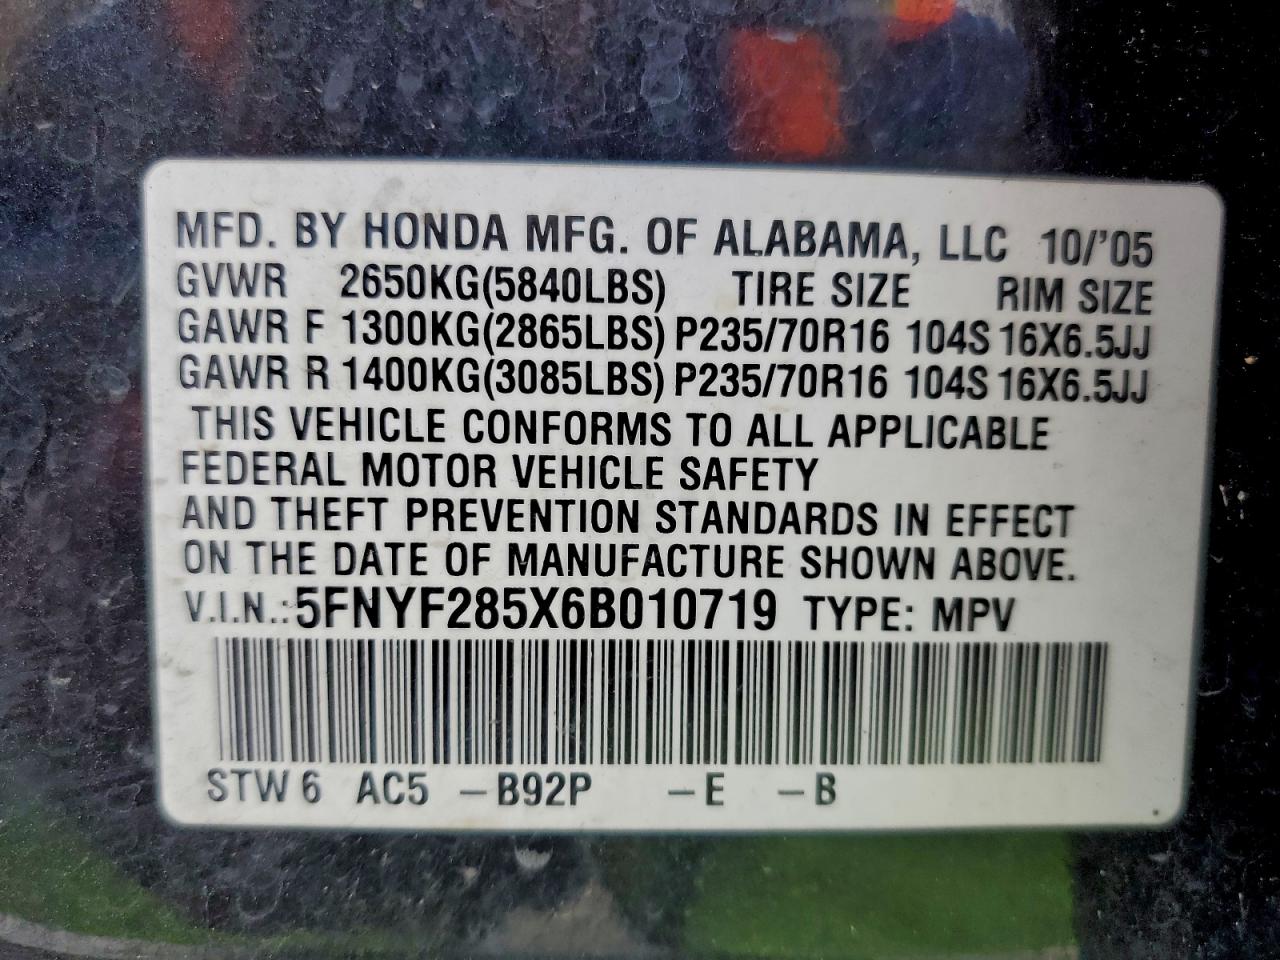 MFD. BY HONDA MFG. OF ALABAMA, LLC 10/'05
GVWR 2650KG(5840LBS) TIRE SIZE RIM SIZE
GAWR F 1300KG(2865LBS) P235/70R16 104S 16X6.5JJ
GAWR R 1400KG(3085LBS) P235/70R16 104S 16X6.5JJ
THIS VEHICLE CONFORMS TO ALL APPLICABLE
FEDERAL MOTOR VEHICLE SAFETY
AND THEFT PREVENTION STANDARDS IN EFFECT
ON THE DATE OF MANUFACTURE SHOWN ABOVE.
V.I.N.:5FNYF285X6B010719 TYPE: MPV
STW6 AC5 -B92P -E -B